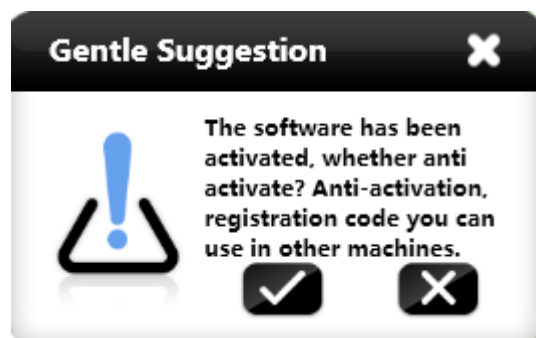 Gentle Suggestion
The software has been
activated, whether anti
activate? Anti-activation,
registration code you can
use in other machines.